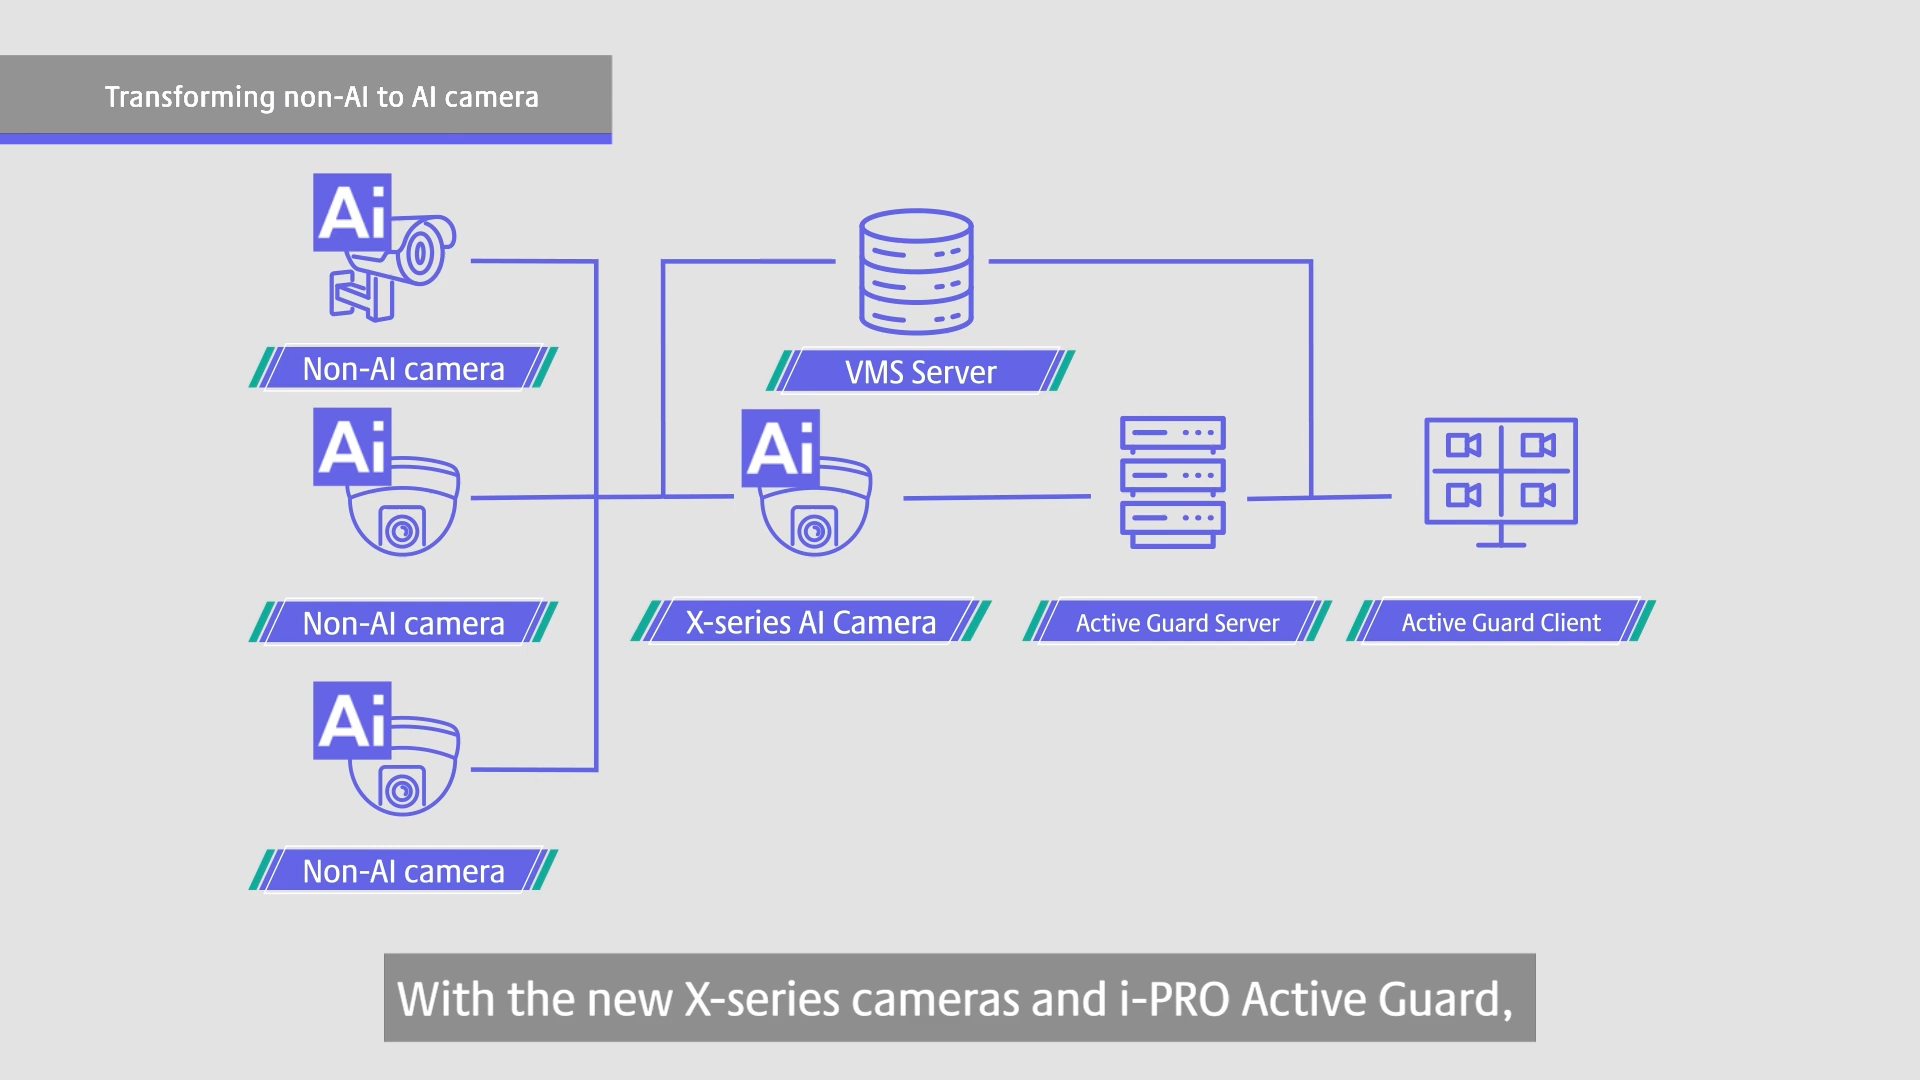 Transforming non-AI to AI camera
Ai
Non-AI camera
VMS Server
Ai
Ai
Non-AI camera
X-series AI Camera
Active Guard Server
Active Guard Client
Ai
Non-AI camera
With the new X-series cameras and i-PRO Active Guard,